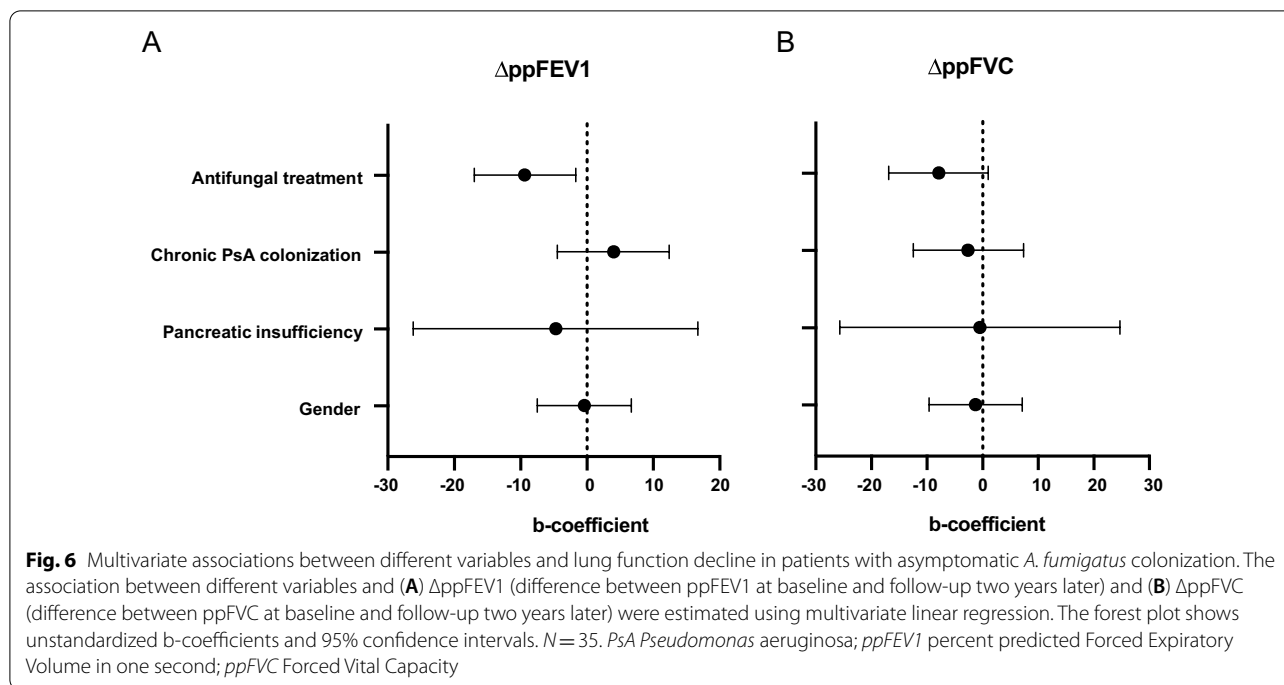 A
B
ΔppFEV1
ΔppFVC
Antifungal treatment
Chronic PsA colonization
Pancreatic insufficiency
Gender
-30 -20 -10 0 10 20
-30 -20 -10 0 10 20 30
b-coefficient
b-coefficient
Fig. 6 Multivariate associations between different variables and lung function decline in patients with asymptomatic A. fumigatus colonization. The
association between different variables and (A) ΔppFEV1 (difference between ppFEV1 at baseline and follow-up two years later) and (B) ΔppFVC
(difference between ppFVC at baseline and follow-up two years later) were estimated using multivariate linear regression. The forest plot shows
unstandardized b-coefficients and 95% confidence intervals. N = 35. PsA Pseudomonas aeruginosa; ppFEV1 percent predicted Forced Expiratory
Volume in one second; ppFVC Forced Vital Capacity